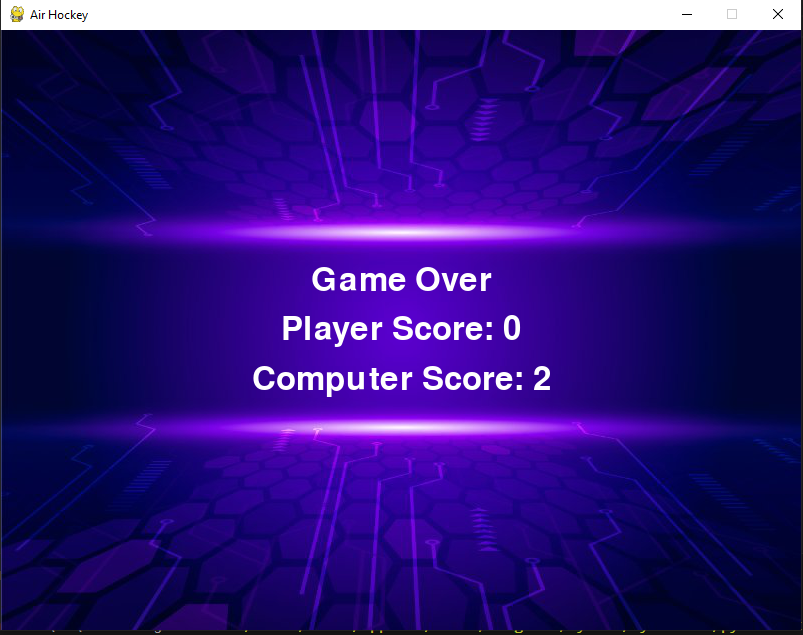 Air Hockey
Game Over
Player Score: 0
Computer Score: 2